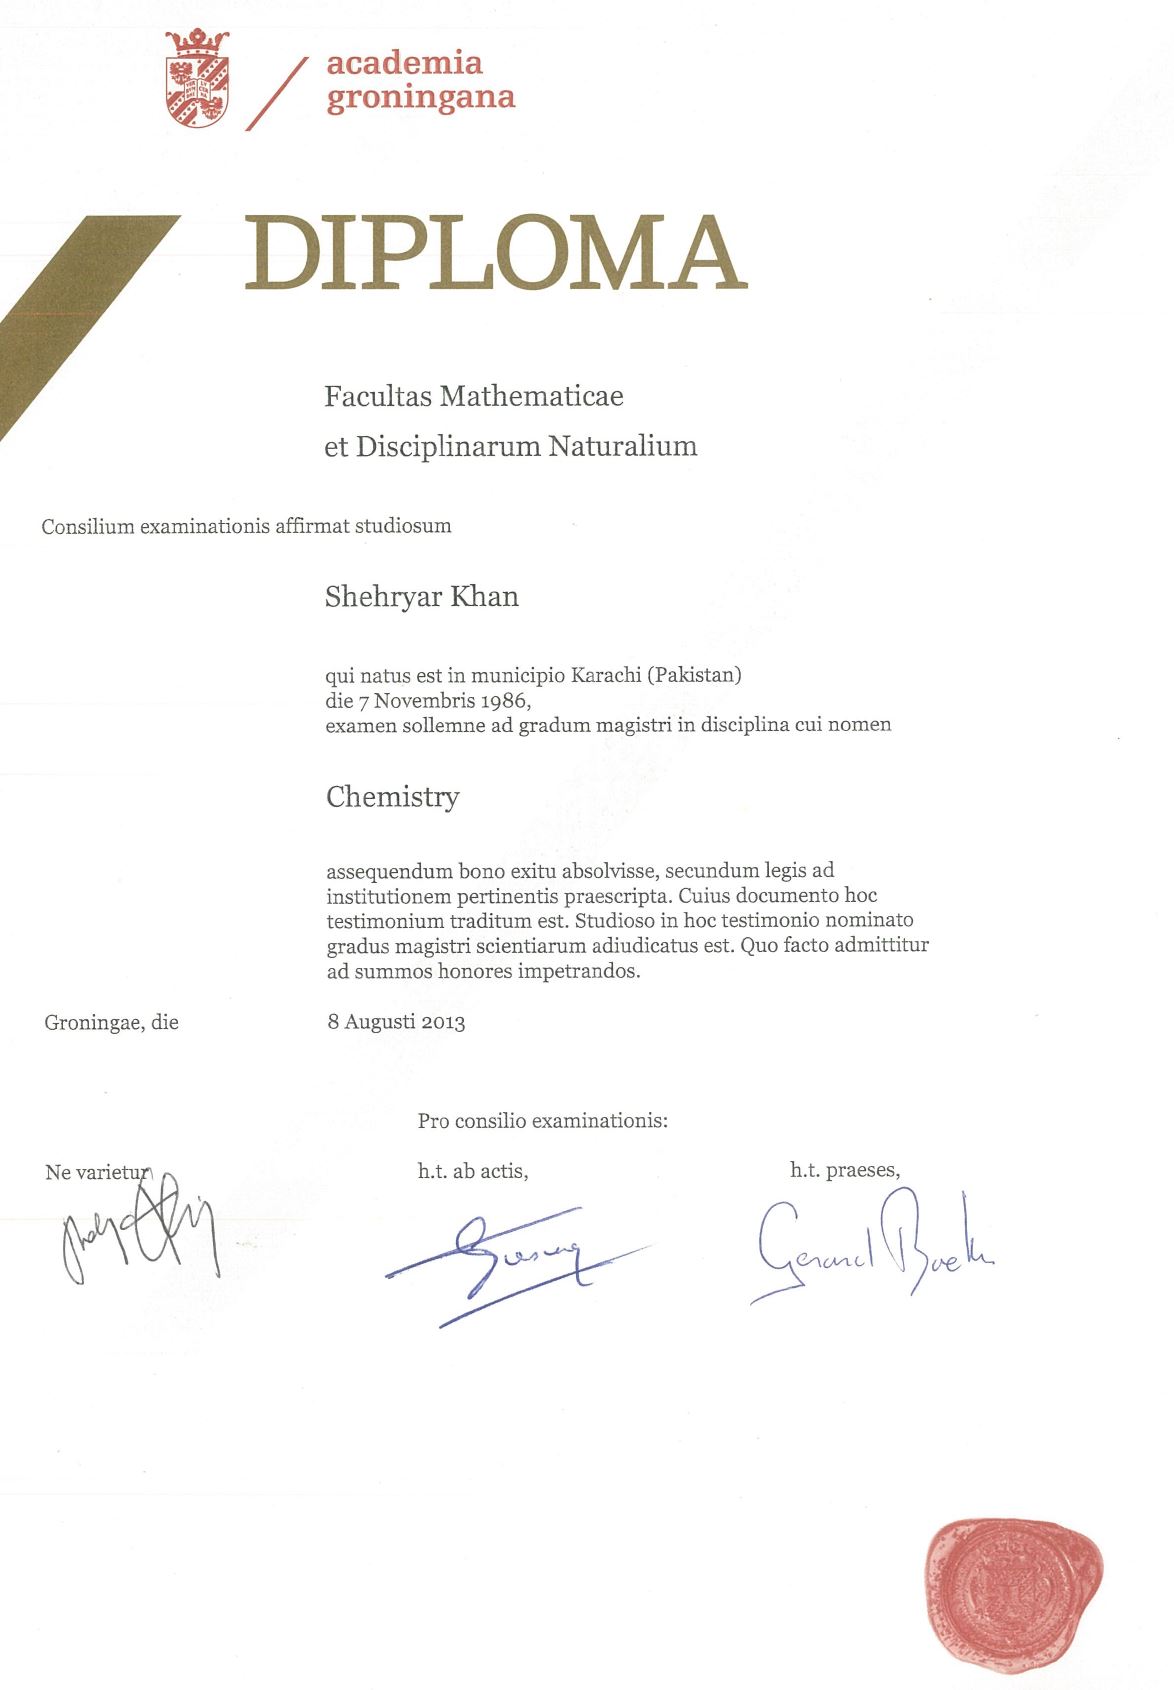 academia
groningana
DIPLOMA
Facultas Mathematicae
et Disciplinarum Naturalium
Consilium examinationis affirmat studiosum
Shehryar Khan
qui natus est in municipio Karachi (Pakistan)
die 7 Novembris 1986,
examen sollemne ad gradum magistri in disciplina cui nomen
Chemistry
assequendum bono exitu absolvisse, secundum legis ad
institutionem pertinentis praescripta. Cuius documento hoc
testimonium traditum est. Studioso in hoc testimonio nominato
gradus magistri scientiarum adiudicatus est. Quo facto admittitur
ad summos honores impetrandos.
Groningae, die 8 Augusti 2013
Pro consilio examinationis:
Ne varietur h.t. ab actis, h.t. praeses,
Gerard